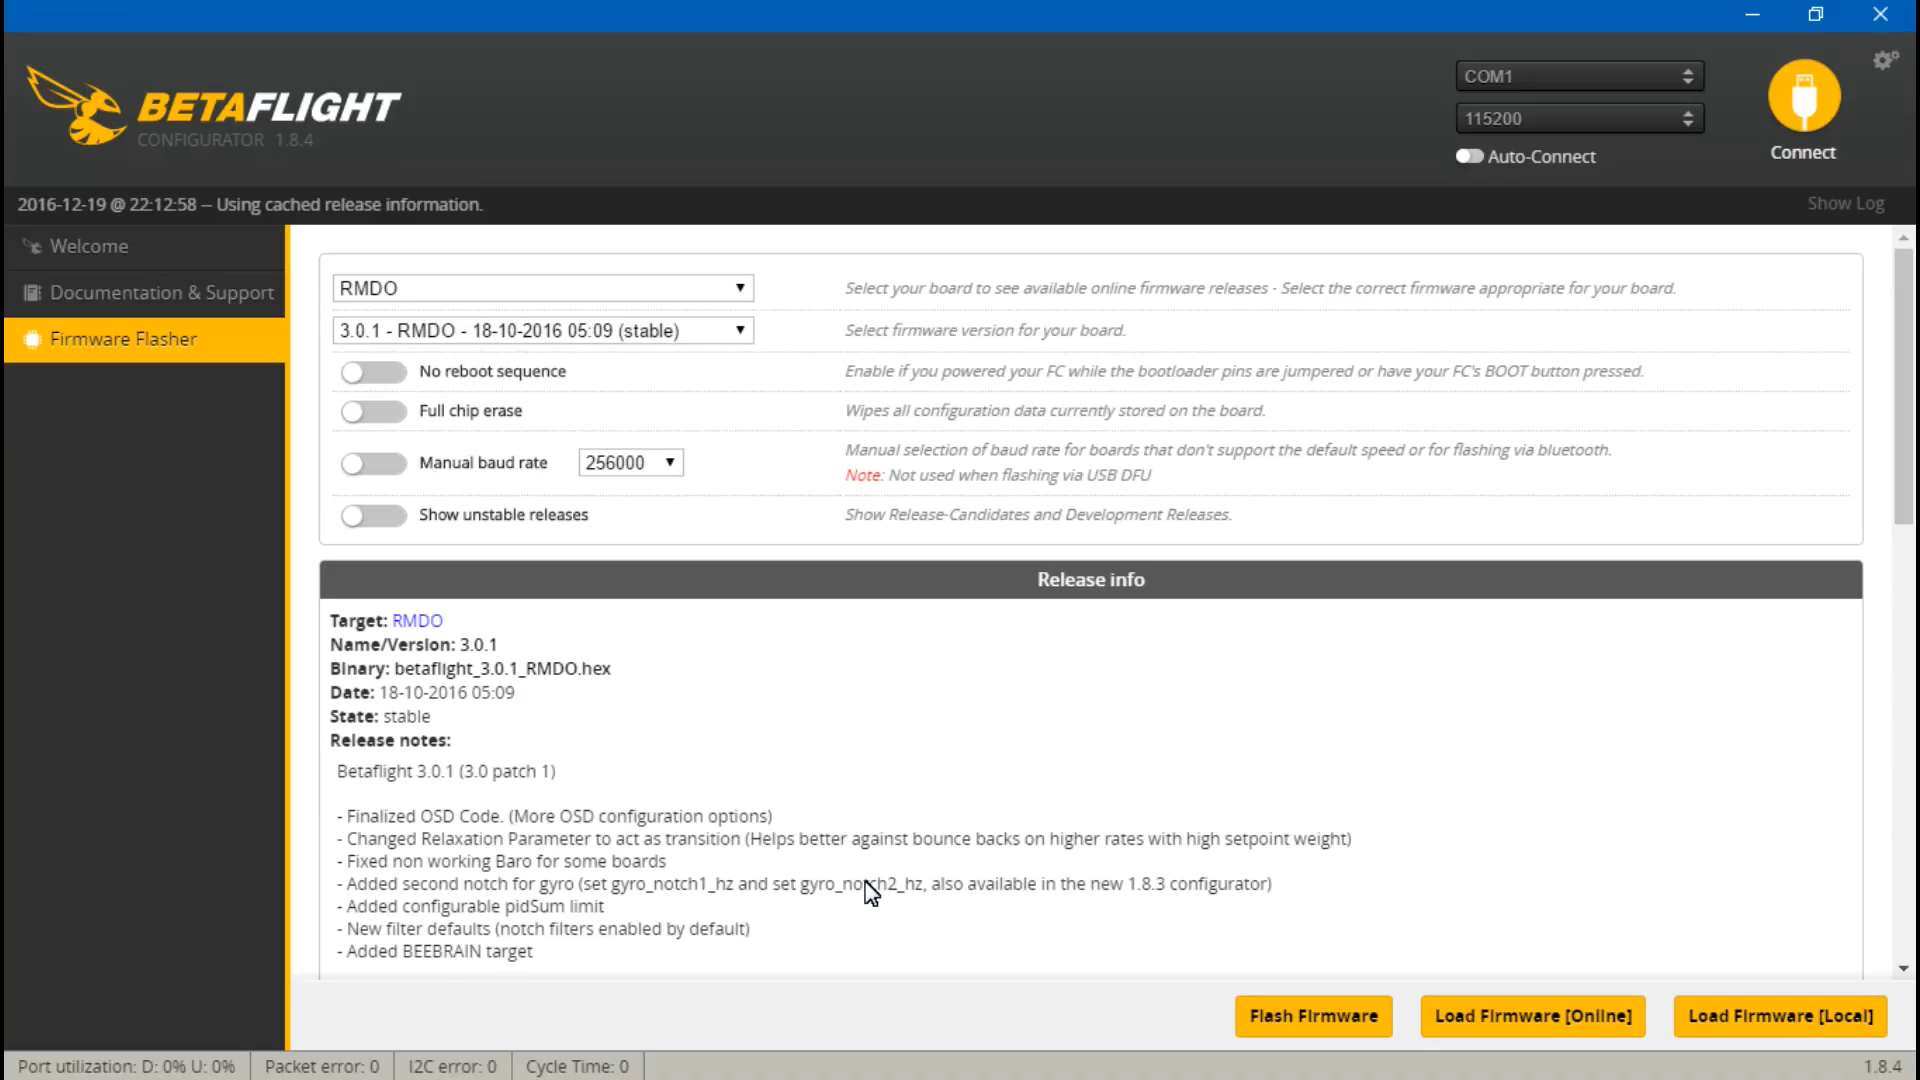 BETAFLIGHT
CONFIGURATOR 1.8.4
COM1
115200
Auto-Connect
Connect
2016-12-19 @ 22:12:58 -- Using cached release information.
Show Log
Welcome
Documentation & Support
Firmware Flasher
RMDO
Select your board to see available online firmware releases - Select the correct firmware appropriate for your board.
3.0.1 - RMDO - 18-10-2016 05:09 (stable)
Select firmware version for your board.
No reboot sequence
Enable if you powered your FC while the bootloader pins are jumpered or have your FC's BOOT button pressed.
Full chip erase
Wipes all configuration data currently stored on the board.
Manual baud rate
256000
Manual selection of baud rate for boards that don't support the default speed or for flashing via bluetooth.
Note: Not used when flashing via USB DFU
Show unstable releases
Show Release-Candidates and Development Releases.
Release info
Target: RMDO
Name/Version: 3.0.1
Binary: betaflight_3.0.1_RMDO.hex
Date: 18-10-2016 05:09
State: stable
Release notes:
Betaflight 3.0.1 (3.0 patch 1)
- Finalized OSD Code. (More OSD configuration options)
- Changed Relaxation Parameter to act as transition (Helps better against bounce backs on higher rates with high setpoint weight)
- Fixed non working Baro for some boards
- Added second notch for gyro (set gyro_notch1_hz and set gyro_notch2_hz, also available in the new 1.8.3 configurator)
- Added configurable pidSum limit
- New filter defaults (notch filters enabled by default)
- Added BEEBRAIN target
Flash Firmware
Load Firmware [Online]
Load Firmware [Local]
Port utilization: D: 0% U: 0%
Packet error: 0
I2C error: 0
Cycle Time: 0
1.8.4